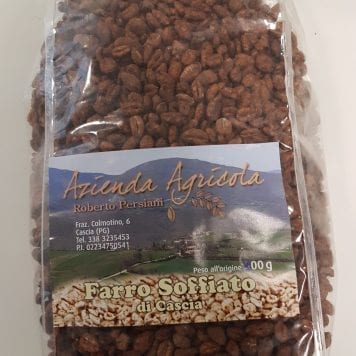 Azienda Agricola
Roberto Persiani
Fraz. Colmotino, 6
Cascia (PG)
Tel. 338 3235453
P.I. 02234750541
Peso all'origine 00 g
Farro Soffiato
di Cascia